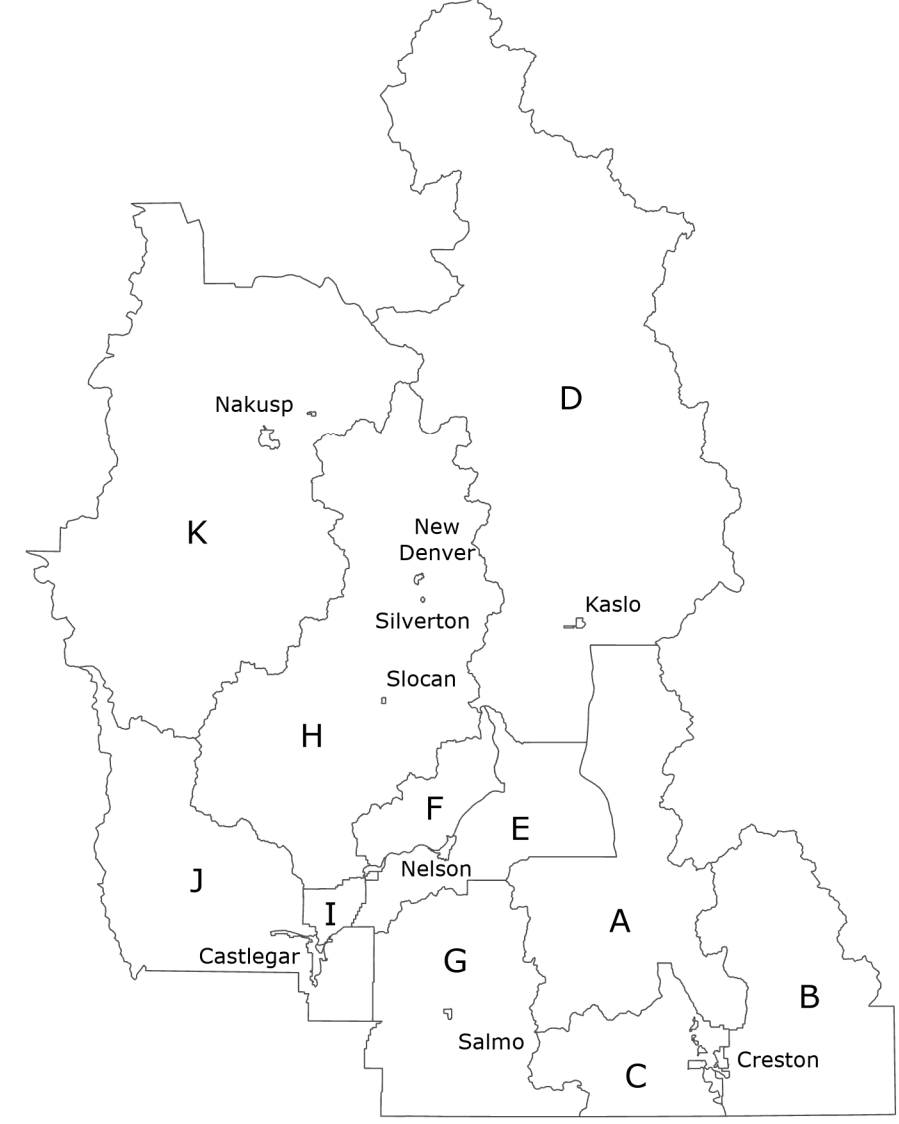 D
Nakusp
K
New
Denver
Kaslo
Silverton
Slocan
H
F
E
Nelson
J
I
A
Castlegar
G
B
Salmo
Creston
C